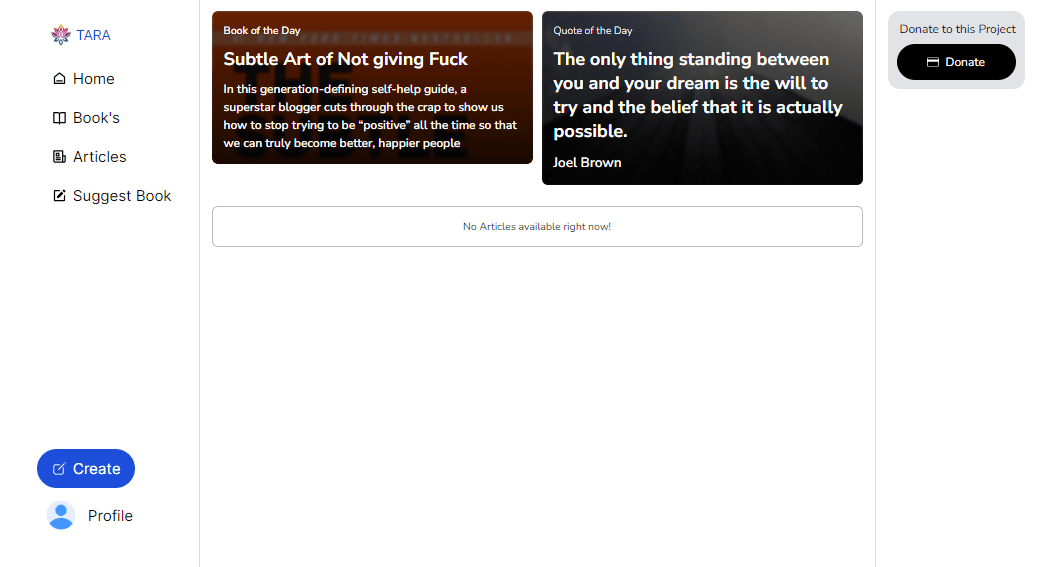 TARA
Home
Book's
Articles
Suggest Book
Create
Profile
Book of the Day
Subtle Art of Not giving Fuck
In this generation-defining self-help guide, a
superstar blogger cuts through the crap to show us
how to stop trying to be “positive” all the time so that
we can truly become better, happier people
Quote of the Day
The only thing standing between
you and your dream is the will to
try and the belief that it is actually
possible.
Joel Brown
No Articles available right now!
Donate to this Project
Donate